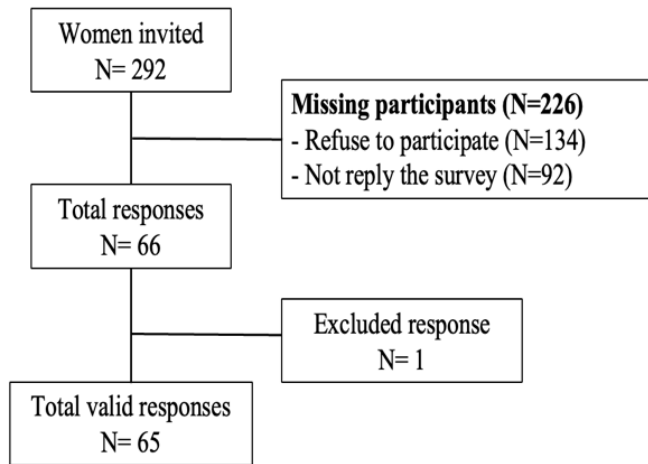 Women invited
N= 292
Missing participants (N=226)
- Refuse to participate (N=134)
- Not reply the survey (N=92)
Total responses
N= 66
Excluded response
N= 1
Total valid responses
N= 65